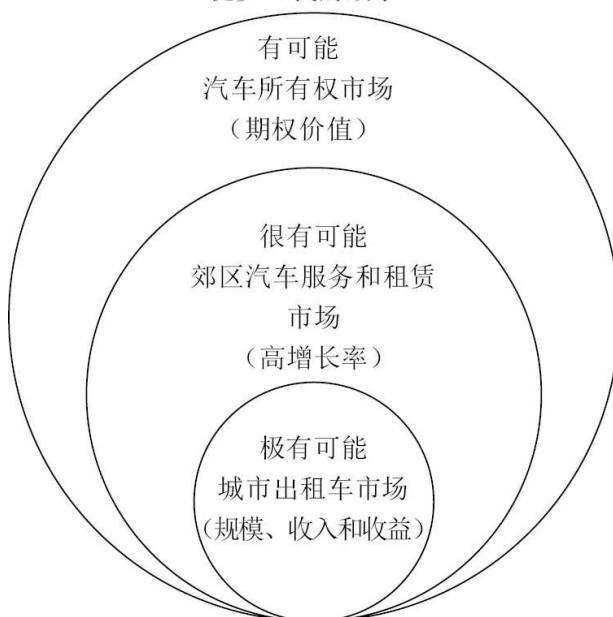 有可能
汽车所有权市场
（期权价值）
很有可能
郊区汽车服务和租赁
市场
（高增长率）
极有可能
城市出租车市场
（规模、收入和收益）